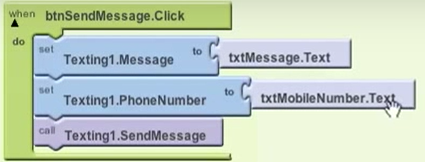 when btnSendMessage.Click
do
set Texting1.Message to txtMessage.Text
set Texting1.PhoneNumber to txtMobileNumber.Text
call Texting1.SendMessage